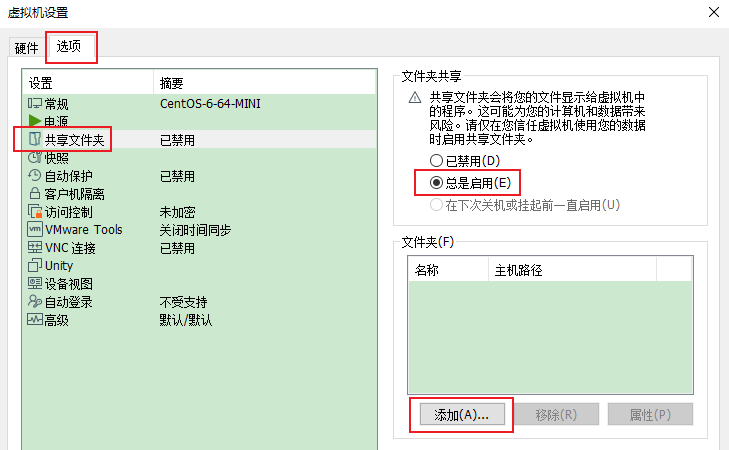 虚拟机设置
硬件 选项
设置 摘要
常规 CentOS-6-64-MINI
电源
共享文件夹 已禁用
快照
自动保护 已禁用
客户机隔离
访问控制 未加密
VMware Tools 关闭时间同步
VNC 连接 已禁用
Unity
设备视图
自动登录 不受支持
高级 默认/默认
文件夹共享
共享文件夹会将您的文件显示给虚拟机中
的程序。这可能为您的计算机和数据带来
风险。请仅在您信任虚拟机使用您的数据
时启用共享文件夹。
已禁用(D)
总是启用(E)
在下次关机或挂起前一直启用(U)
文件夹(F)
名称 主机路径
添加(A)... 移除(R) 属性(P)